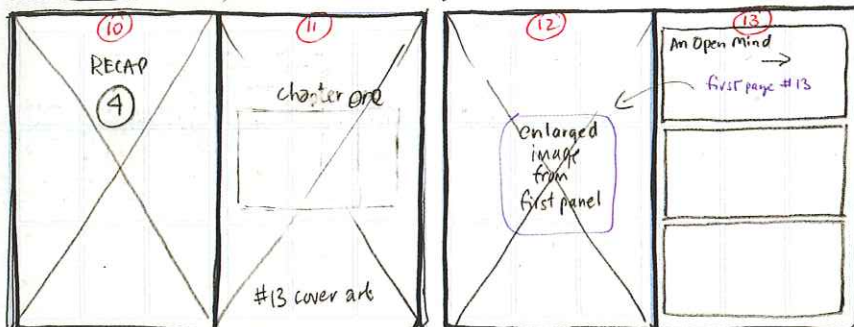 10
RECAP
4
11
chapter one
#13 cover art
12
enlarged
image
from
first panel
13
An Open Mind
first page #13